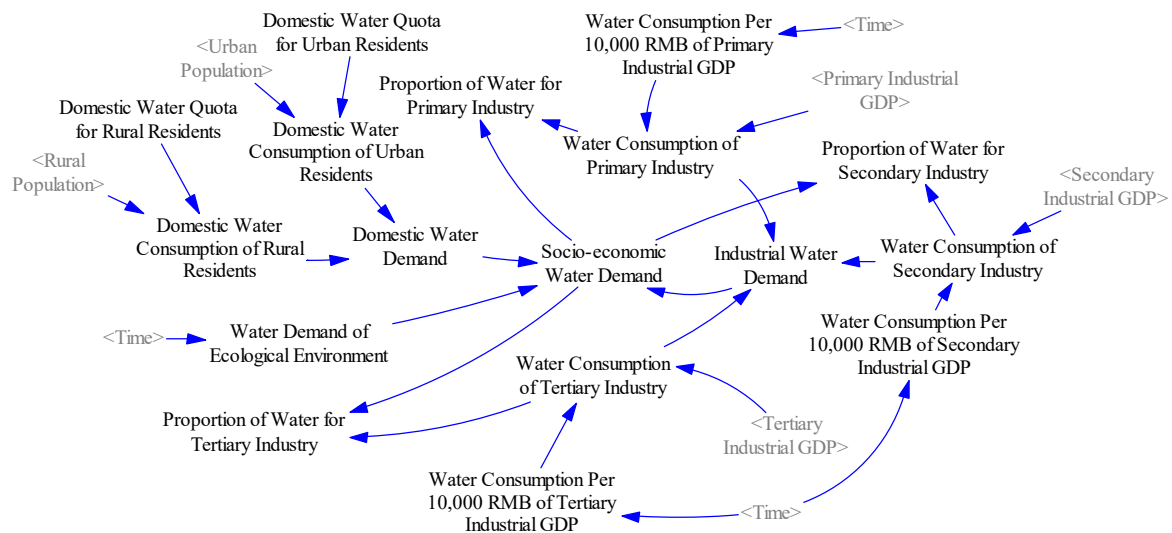 Domestic Water Quota
for Urban Residents
<Urban
Population>
Water Consumption Per
10,000 RMB of Primary
Industrial GDP
<Time>
Proportion of Water for
Primary Industry
<Primary Industrial
GDP>
Domestic Water Quota
for Rural Residents
Domestic Water
Consumption of Urban
Residents
Water Consumption of
Primary Industry
Proportion of Water for
Secondary Industry
<Rural
Population>
<Secondary
Industrial GDP>
Domestic Water
Consumption of Rural
Residents
Domestic Water
Demand
Socio-economic
Water Demand
Industrial Water
Demand
Water Consumption of
Secondary Industry
<Time>
Water Demand of
Ecological Environment
Water Consumption Per
10,000 RMB of Secondary
Industrial GDP
Water Consumption
of Tertiary Industry
Proportion of Water for
Tertiary Industry
<Tertiary
Industrial GDP>
Water Consumption Per
10,000 RMB of Tertiary
Industrial GDP
<Time>